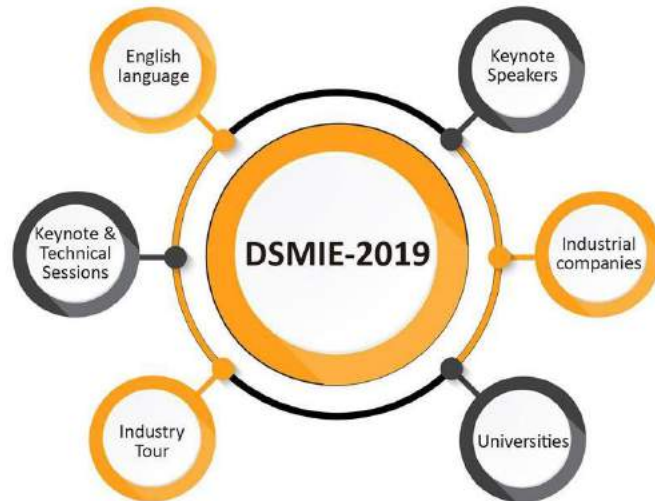 English
language
Keynote
Speakers
Keynote &
Technical
Sessions
DSMIE-2019
Industrial
companies
Industry
Tour
Universities